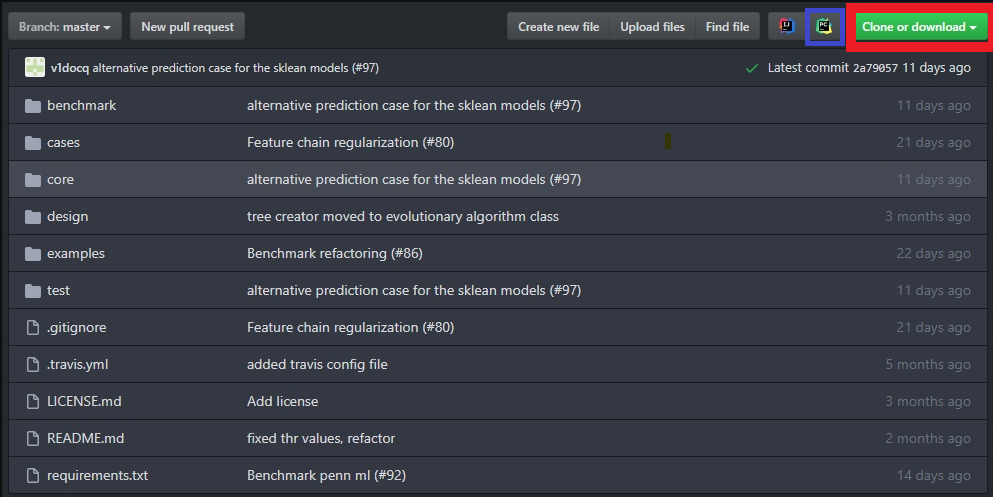 Branch: master New pull request Create new file Upload files Find file IJ PC Clone or download
v1docq alternative prediction case for the sklean models (#97) Latest commit 2a79057 11 days ago
benchmark alternative prediction case for the sklean models (#97) 11 days ago
cases Feature chain regularization (#80) 21 days ago
core alternative prediction case for the sklean models (#97) 11 days ago
design tree creator moved to evolutionary algorithm class 3 months ago
examples Benchmark refactoring (#86) 22 days ago
test alternative prediction case for the sklean models (#97) 11 days ago
.gitignore Feature chain regularization (#80) 21 days ago
.travis.yml added travis config file 5 months ago
LICENSE.md Add license 3 months ago
README.md fixed thr values, refactor 2 months ago
requirements.txt Benchmark penn ml (#92) 14 days ago